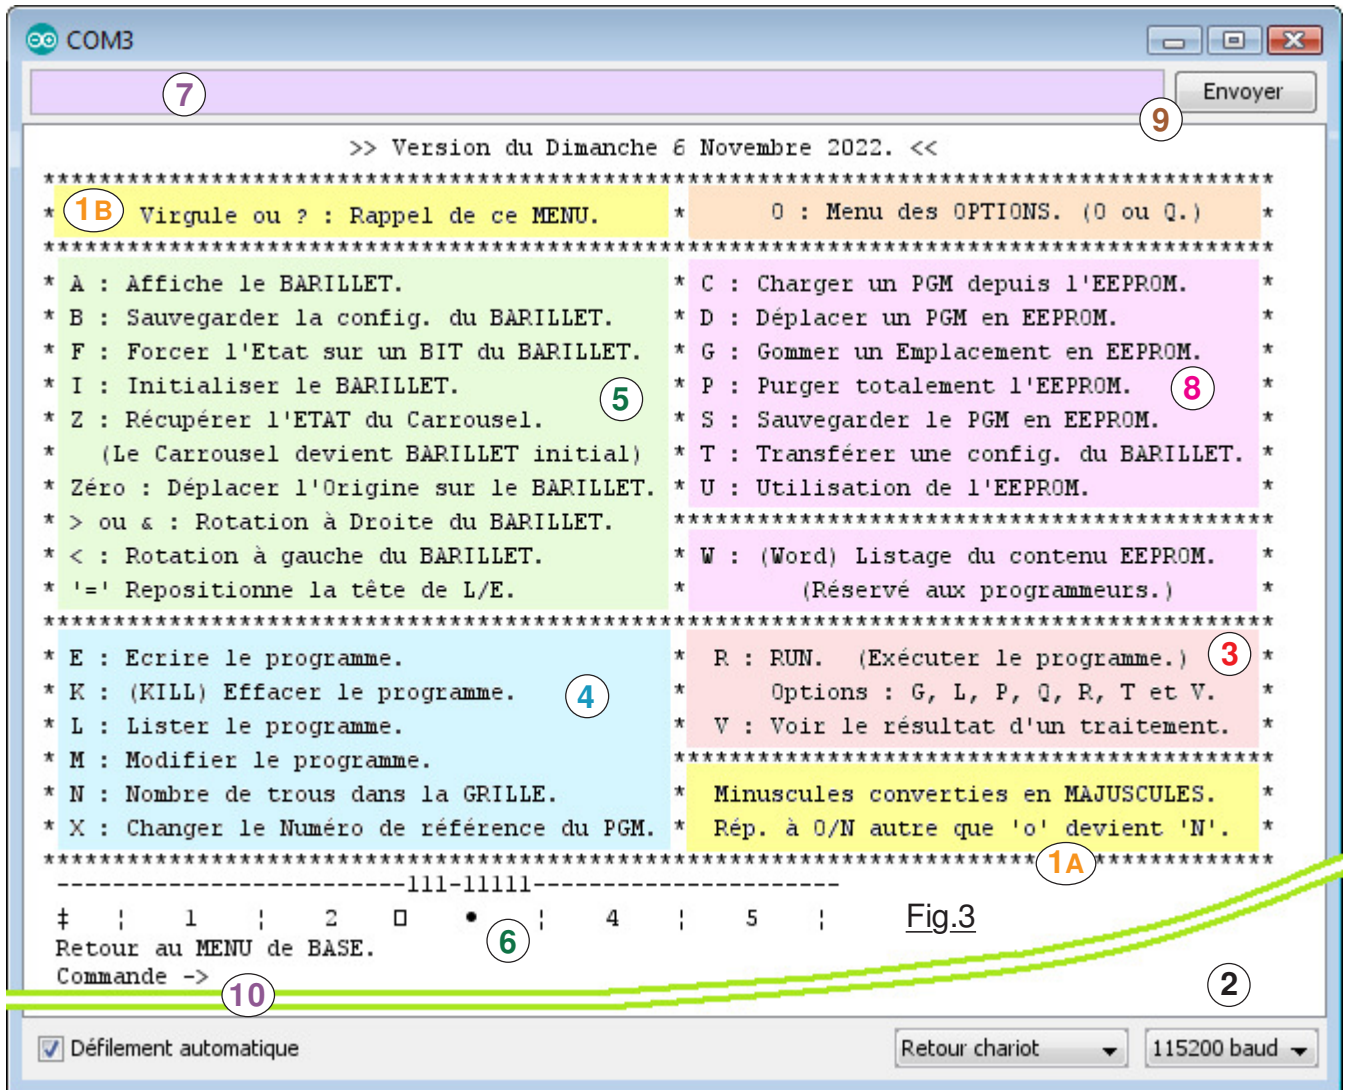 COM3
7
Envoyer
9
>> Version du Dimanche 6 Novembre 2022. <<
****************************************************************************************
* 1B Virgule ou ? : Rappel de ce MENU. * O : Menu des OPTIONS. (O ou Q.) *
****************************************************************************************
* A : Affiche le BARILLET. * C : Charger un PGM depuis l'EEPROM. *
* B : Sauvegarder la config. du BARILLET. * D : Déplacer un PGM en EEPROM. *
* F : Forcer l'Etat sur un BIT du BARILLET. * G : Gommer un Emplacement en EEPROM. *
* I : Initialiser le BARILLET. 5 * P : Purger totalement l'EEPROM. 8 *
* Z : Récupérer l'ETAT du Carrousel. * S : Sauvegarder le PGM en EEPROM. *
* (Le Carrousel devient BARILLET initial) * T : Transférer une config. du BARILLET. *
* Zéro : Déplacer l'Origine sur le BARILLET. * U : Utilisation de l'EEPROM. *
* > ou & : Rotation à Droite du BARILLET. *******************************************
* < : Rotation à gauche du BARILLET. * W : (Word) Listage du contenu EEPROM. *
* '=' Repositionne la tête de L/E. * (Réservé aux programmeurs.) *
****************************************************************************************
* E : Ecrire le programme. * R : RUN. (Exécuter le programme.) 3 *
* K : (KILL) Effacer le programme. 4 * Options : G, L, P, Q, R, T et V. *
* L : Lister le programme. * V : Voir le résultat d'un traitement. *
* M : Modifier le programme. *******************************************
* N : Nombre de trous dans la GRILLE. * Minuscules converties en MAJUSCULES. *
* X : Changer le Numéro de référence du PGM. * Rép. à O/N autre que 'o' devient 'N'. *
****************************************************************************************
1A
-------------------------111-11111----------------------
‡ ¦ 1 ¦ 2 □ • ¦ 4 ¦ 5 ¦ Fig.3
6
Retour au MENU de BASE.
Commande ->
10
2
Défilement automatique
Retour chariot
115200 baud